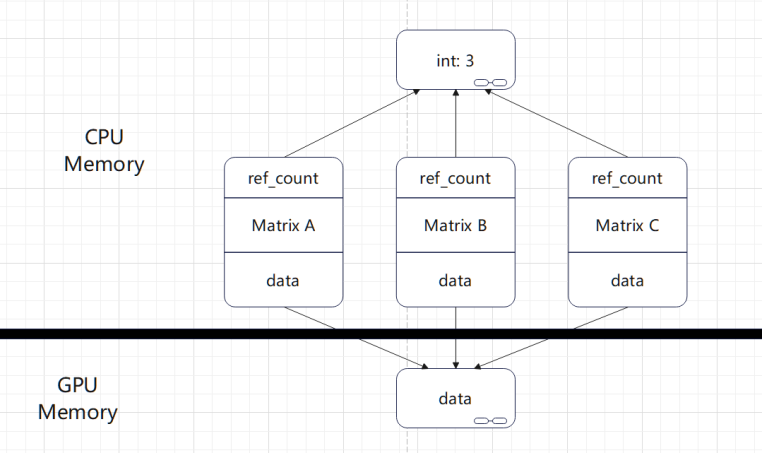 int: 3
CPU
Memory
ref_count
ref_count
ref_count
Matrix A
Matrix B
Matrix C
data
data
data
GPU
Memory
data